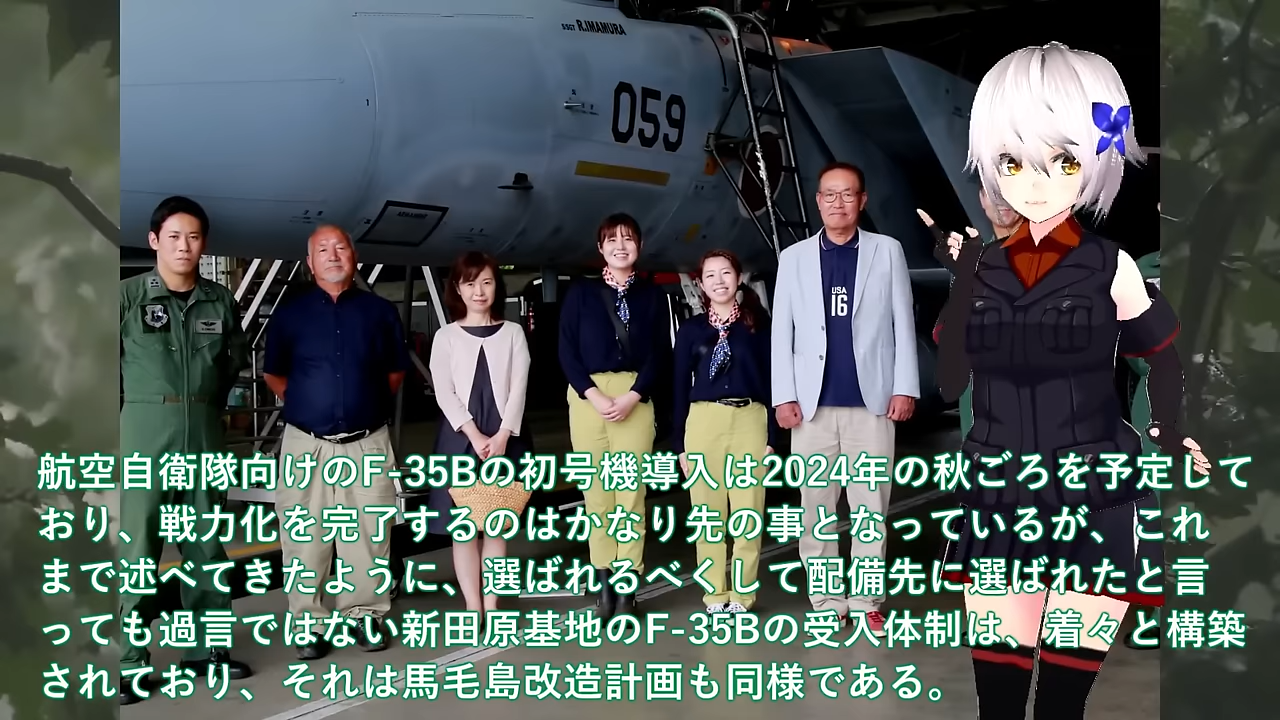 SSGT R.IMAMURA
059
USA
16
航空自衛隊向けのF-35Bの初号機導入は2024年の秋ごろを予定して
おり、戦力化を完了するのはかなり先の事となっているが、これ
まで述べてきたように、選ばれるべくして配備先に選ばれたと言
っても過言ではない新田原基地のF-35Bの受入体制は、着々と構築
されており、それは馬毛島改造計画も同様である。